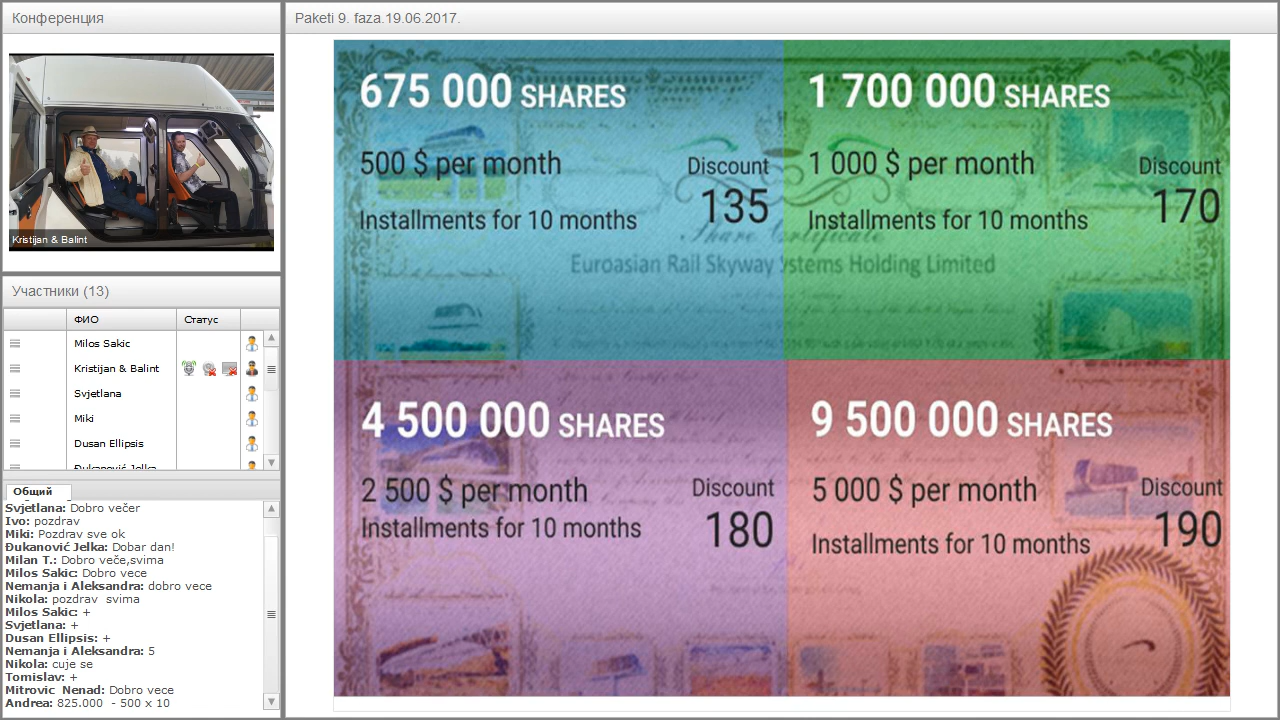 Конференция
Kristijan & Balint
Участники (13)
ФИО
Статус
Milos Sakic
Kristijan & Balint
Svjetlana
Miki
Dusan Ellipsis
Đukanović Jelka
Общий
Svjetlana: Dobro večer
Ivo: pozdrav
Miki: Pozdrav sve ok
Đukanović Jelka: Dobar dan!
Milan T.: Dobro veče,svima
Milos Sakic: Dobro vece
Nemanja i Aleksandra: dobro vece
Nikola: pozdrav svima
Milos Sakic: +
Svjetlana: +
Dusan Ellipsis: +
Nemanja i Aleksandra: 5
Nikola: cuje se
Tomislav: +
Mitrovic Nenad: Dobro vece
Andrea: 825.000 - 500 x 10
Paketi 9. faza.19.06.2017.
675 000 SHARES
500 $ per month
Discount
135
Installments for 10 months
1 700 000 SHARES
1 000 $ per month
Discount
170
Installments for 10 months
Share Certificate
Euroasian Rail Skyway Systems Holding Limited
4 500 000 SHARES
2 500 $ per month
Discount
180
Installments for 10 months
9 500 000 SHARES
5 000 $ per month
Discount
190
Installments for 10 months